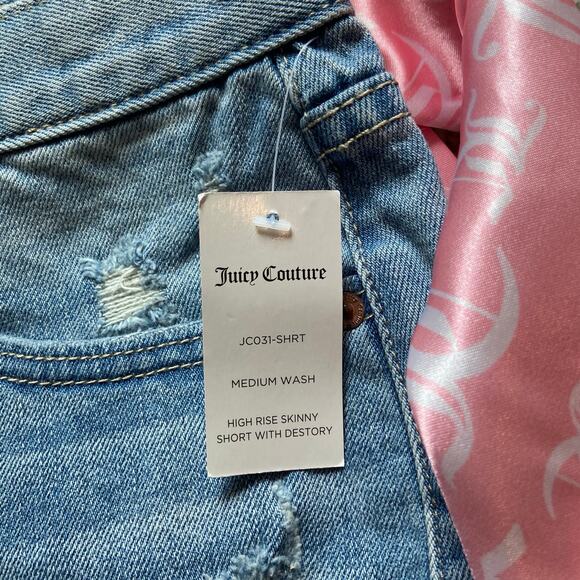 Juicy Couture
JC031-SHRT
MEDIUM WASH
HIGH RISE SKINNY
SHORT WITH DESTORY